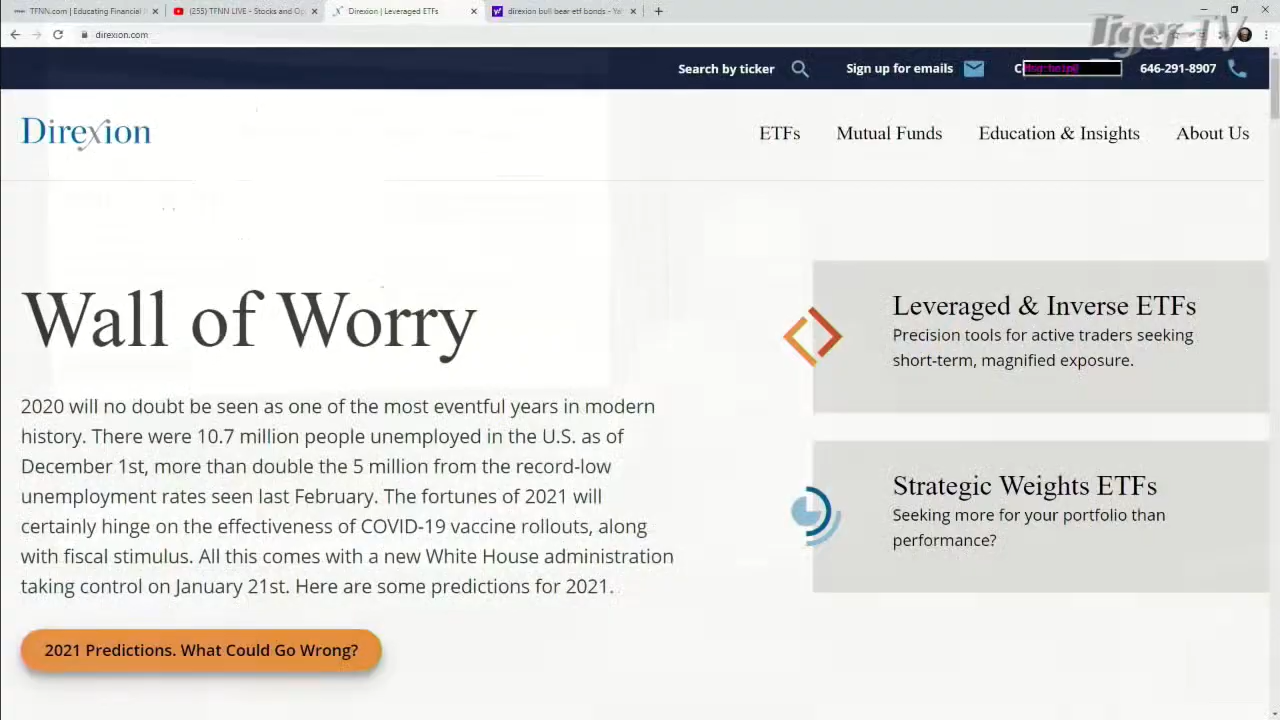 TFNN.com | Educating Financial
(255) TFNN LIVE - Stocks and Op
Direxion | Leveraged ETFs
direxion bull bear etf bonds - Ya
direxion.com
Tiger TV
Search by ticker
Sign up for emails
C
Msg:help@
646-291-8907
Direxion
ETFs
Mutual Funds
Education & Insights
About Us
Wall of Worry
2020 will no doubt be seen as one of the most eventful years in modern
history. There were 10.7 million people unemployed in the U.S. as of
December 1st, more than double the 5 million from the record-low
unemployment rates seen last February. The fortunes of 2021 will
certainly hinge on the effectiveness of COVID-19 vaccine rollouts, along
with fiscal stimulus. All this comes with a new White House administration
taking control on January 21st. Here are some predictions for 2021.
2021 Predictions. What Could Go Wrong?
Leveraged & Inverse ETFs
Precision tools for active traders seeking
short-term, magnified exposure.
Strategic Weights ETFs
Seeking more for your portfolio than
performance?